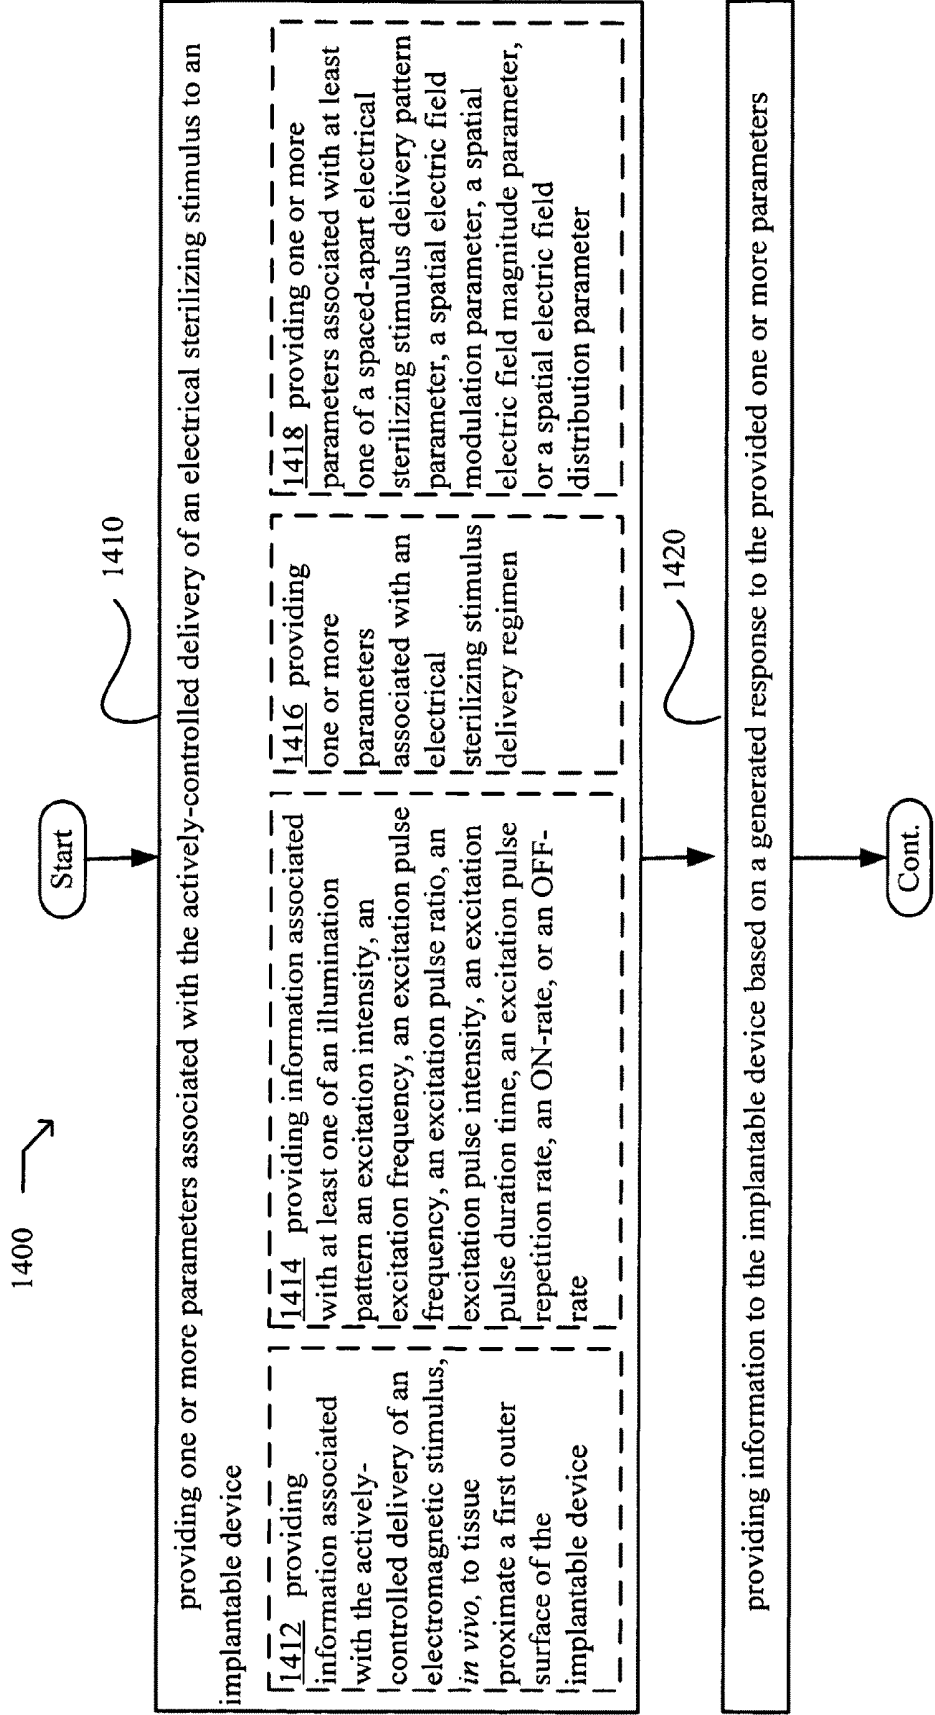 1400
Start
1410
providing one or more parameters associated with the actively-controlled delivery of an electrical sterilizing stimulus to an
implantable device
1412 providing
information associated
with the actively-
controlled delivery of an
electromagnetic stimulus,
in vivo, to tissue
proximate a first outer
surface of the
implantable device
1414 providing information associated
with at least one of an illumination
pattern an excitation intensity, an
excitation frequency, an excitation pulse
frequency, an excitation pulse ratio, an
excitation pulse intensity, an excitation
pulse duration time, an excitation pulse
repetition rate, an ON-rate, or an OFF-
rate
1416 providing
one or more
parameters
associated with an
electrical
sterilizing stimulus
delivery regimen
1418 providing one or more
parameters associated with at least
one of a spaced-apart electrical
sterilizing stimulus delivery pattern
parameter, a spatial electric field
modulation parameter, a spatial
electric field magnitude parameter,
or a spatial electric field
distribution parameter
1420
providing information to the implantable device based on a generated response to the provided one or more parameters
Cont.